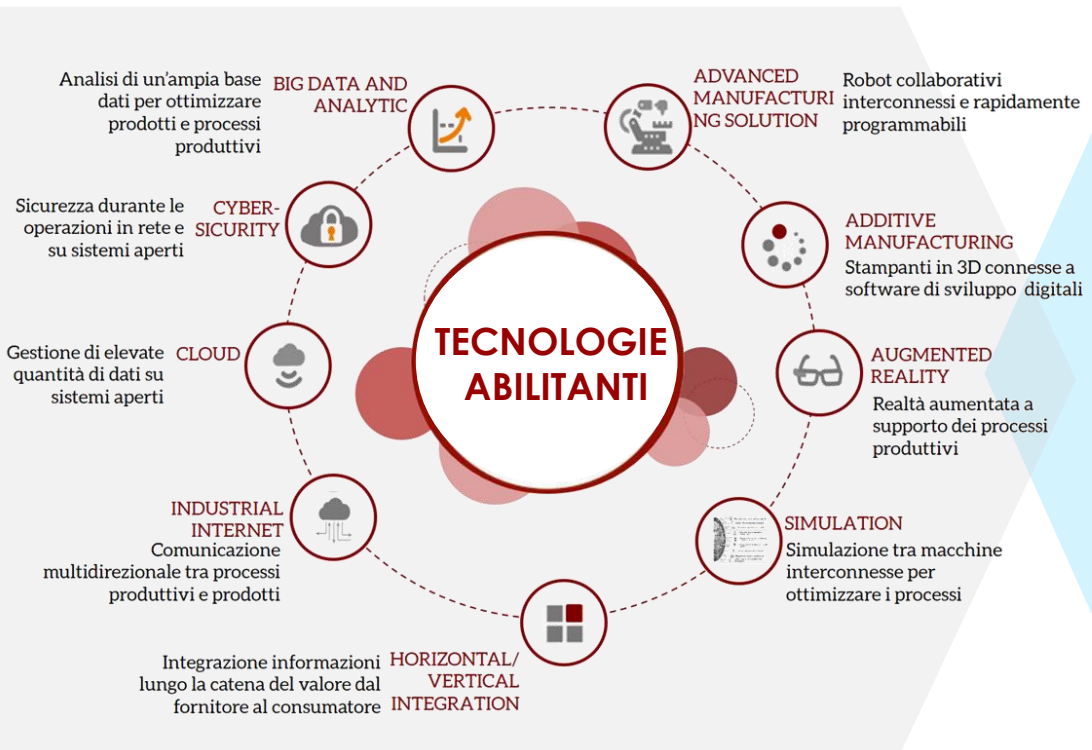 TECNOLOGIE
ABILITANTI
BIG DATA AND
ANALYTIC
Analisi di un'ampia base
dati per ottimizzare
prodotti e processi
produttivi
ADVANCED
MANUFACTURI
NG SOLUTION
Robot collaborativi
interconnessi e rapidamente
programmabili
ADDITIVE
MANUFACTURING
Stampanti in 3D connesse a
software di sviluppo digitali
AUGMENTED
REALITY
Realtà aumentata a
supporto dei processi
produttivi
SIMULATION
Simulazione tra macchine
interconnesse per
ottimizzare i processi
HORIZONTAL/
VERTICAL
INTEGRATION
Integrazione informazioni
lungo la catena del valore dal
fornitore al consumatore
INDUSTRIAL
INTERNET
Comunicazione
multidirezionale tra processi
produttivi e prodotti
CLOUD
Gestione di elevate
quantità di dati su
sistemi aperti
CYBER-
SICURITY
Sicurezza durante le
operazioni in rete e
su sistemi aperti